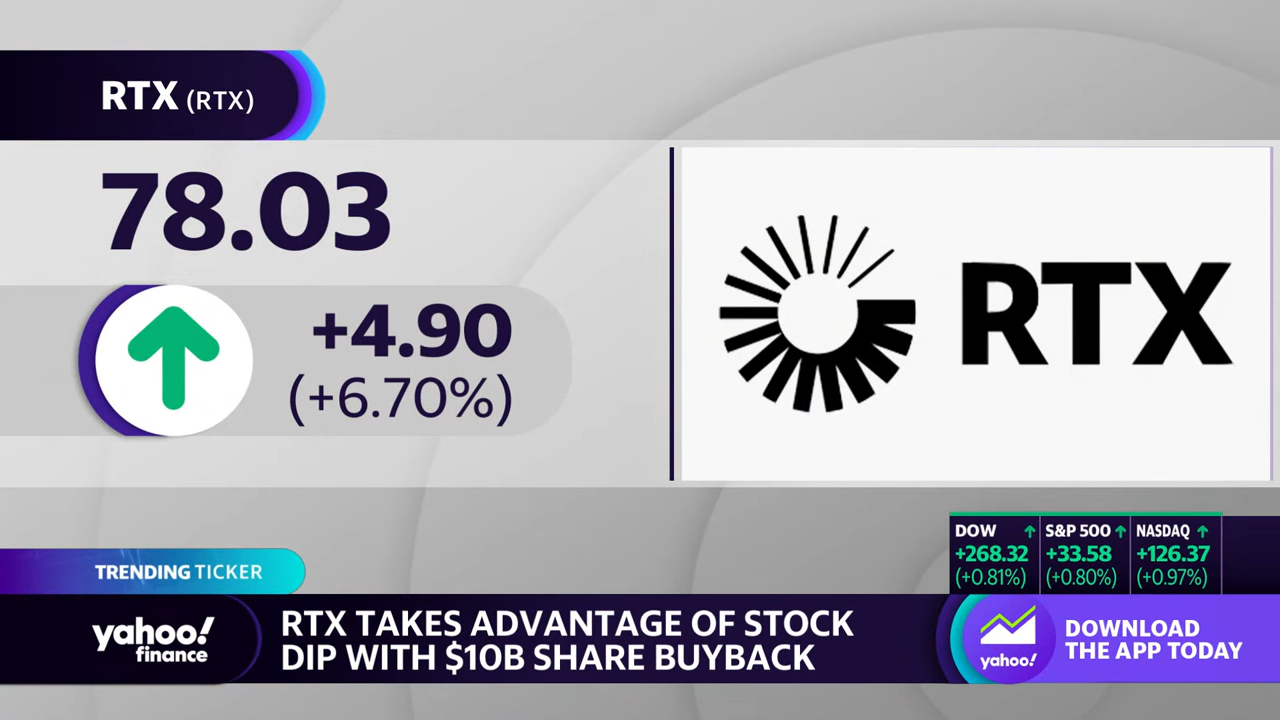 RTX (RTX)
78.03
+4.90
(+6.70%)
RTX
DOW
+268.32
(+0.81%)
S&P 500
+33.58
(+0.80%)
NASDAQ
+126.37
(+0.97%)
TRENDING TICKER
yahoo!
finance
RTX TAKES ADVANTAGE OF STOCK
DIP WITH $10B SHARE BUYBACK
yahoo!
DOWNLOAD
THE APP TODAY